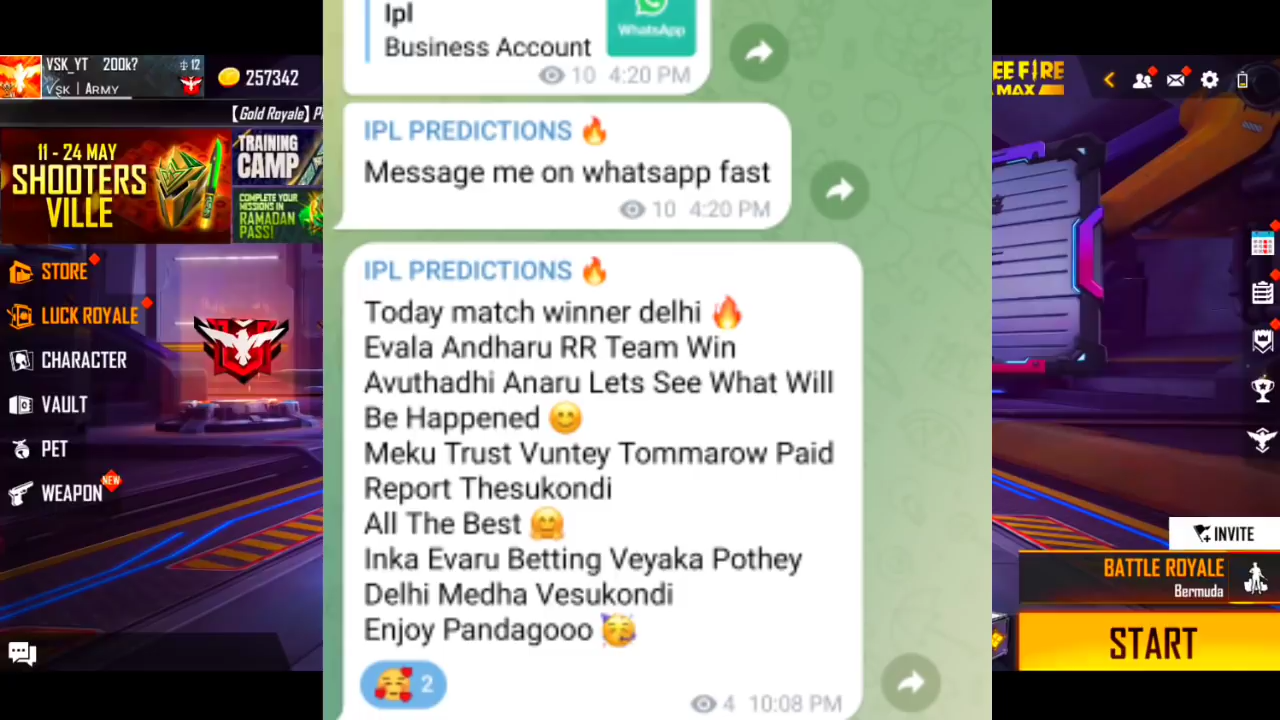 Ipl
Business Account
WhatsApp
10 4:20 PM
IPL PREDICTIONS 🔥
Message me on whatsapp fast
10 4:20 PM
IPL PREDICTIONS 🔥
Today match winner delhi 🔥
Evala Andharu RR Team Win
Avuthadhi Anaru Lets See What Will
Be Happened 😊
Meku Trust Vuntey Tommarow Paid
Report Thesukondi
All The Best 🤗
Inka Evaru Betting Veyaka Pothey
Delhi Medha Vesukondi
Enjoy Pandagooo 🥳
🥰 2
4 10:08 PM
VSK_YT 200k?
12
VSK | ARMY
257342
【Gold Royale】
11 - 24 MAY
SHOOTERS
VILLE
TRAINING
CAMP
COMPLETE YOUR
MISSIONS IN
RAMADAN
PASS!
STORE
LUCK ROYALE
CHARACTER
VAULT
PET
WEAPON
NEW
EE FIRE
MAX
INVITE
BATTLE ROYALE
Bermuda
START